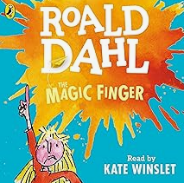 ROALD
DAHL
THE
MAGIC FINGER
Read by
KATE WINSLET